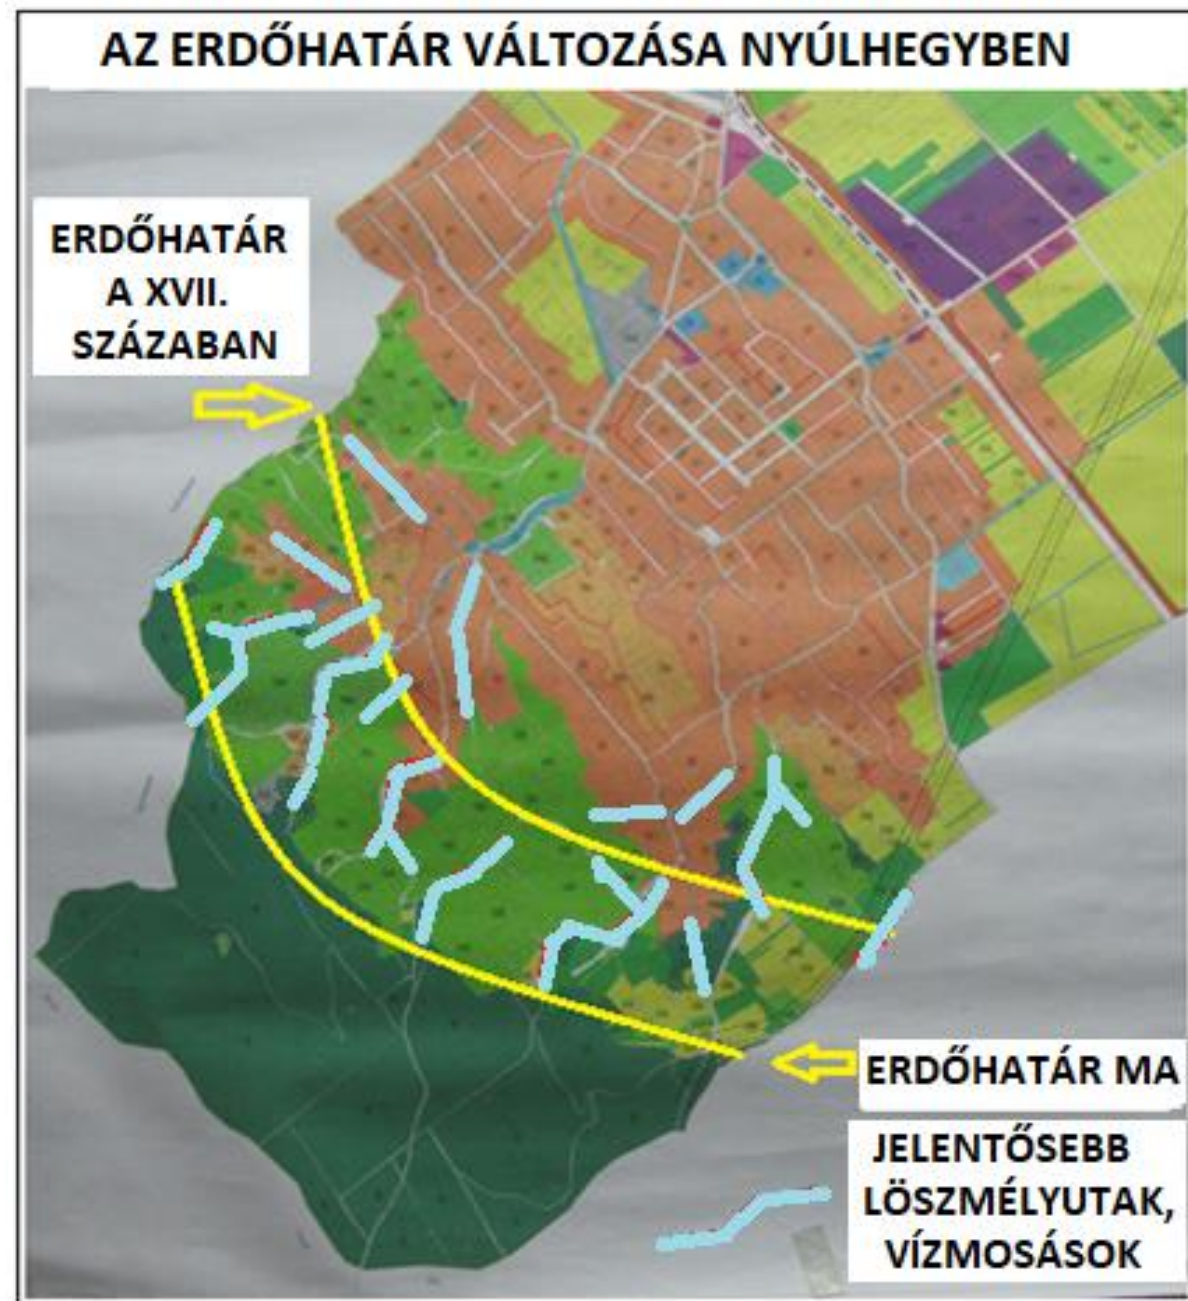 AZ ERDŐHATÁR VÁLTOZÁSA NYÚLHEGYBEN
ERDŐHATÁR
A XVII.
SZÁZABAN
ERDŐHATÁR MA
JELENTŐSEBB
LÖSZMÉLYUTAK,
VÍZMOSÁSOK